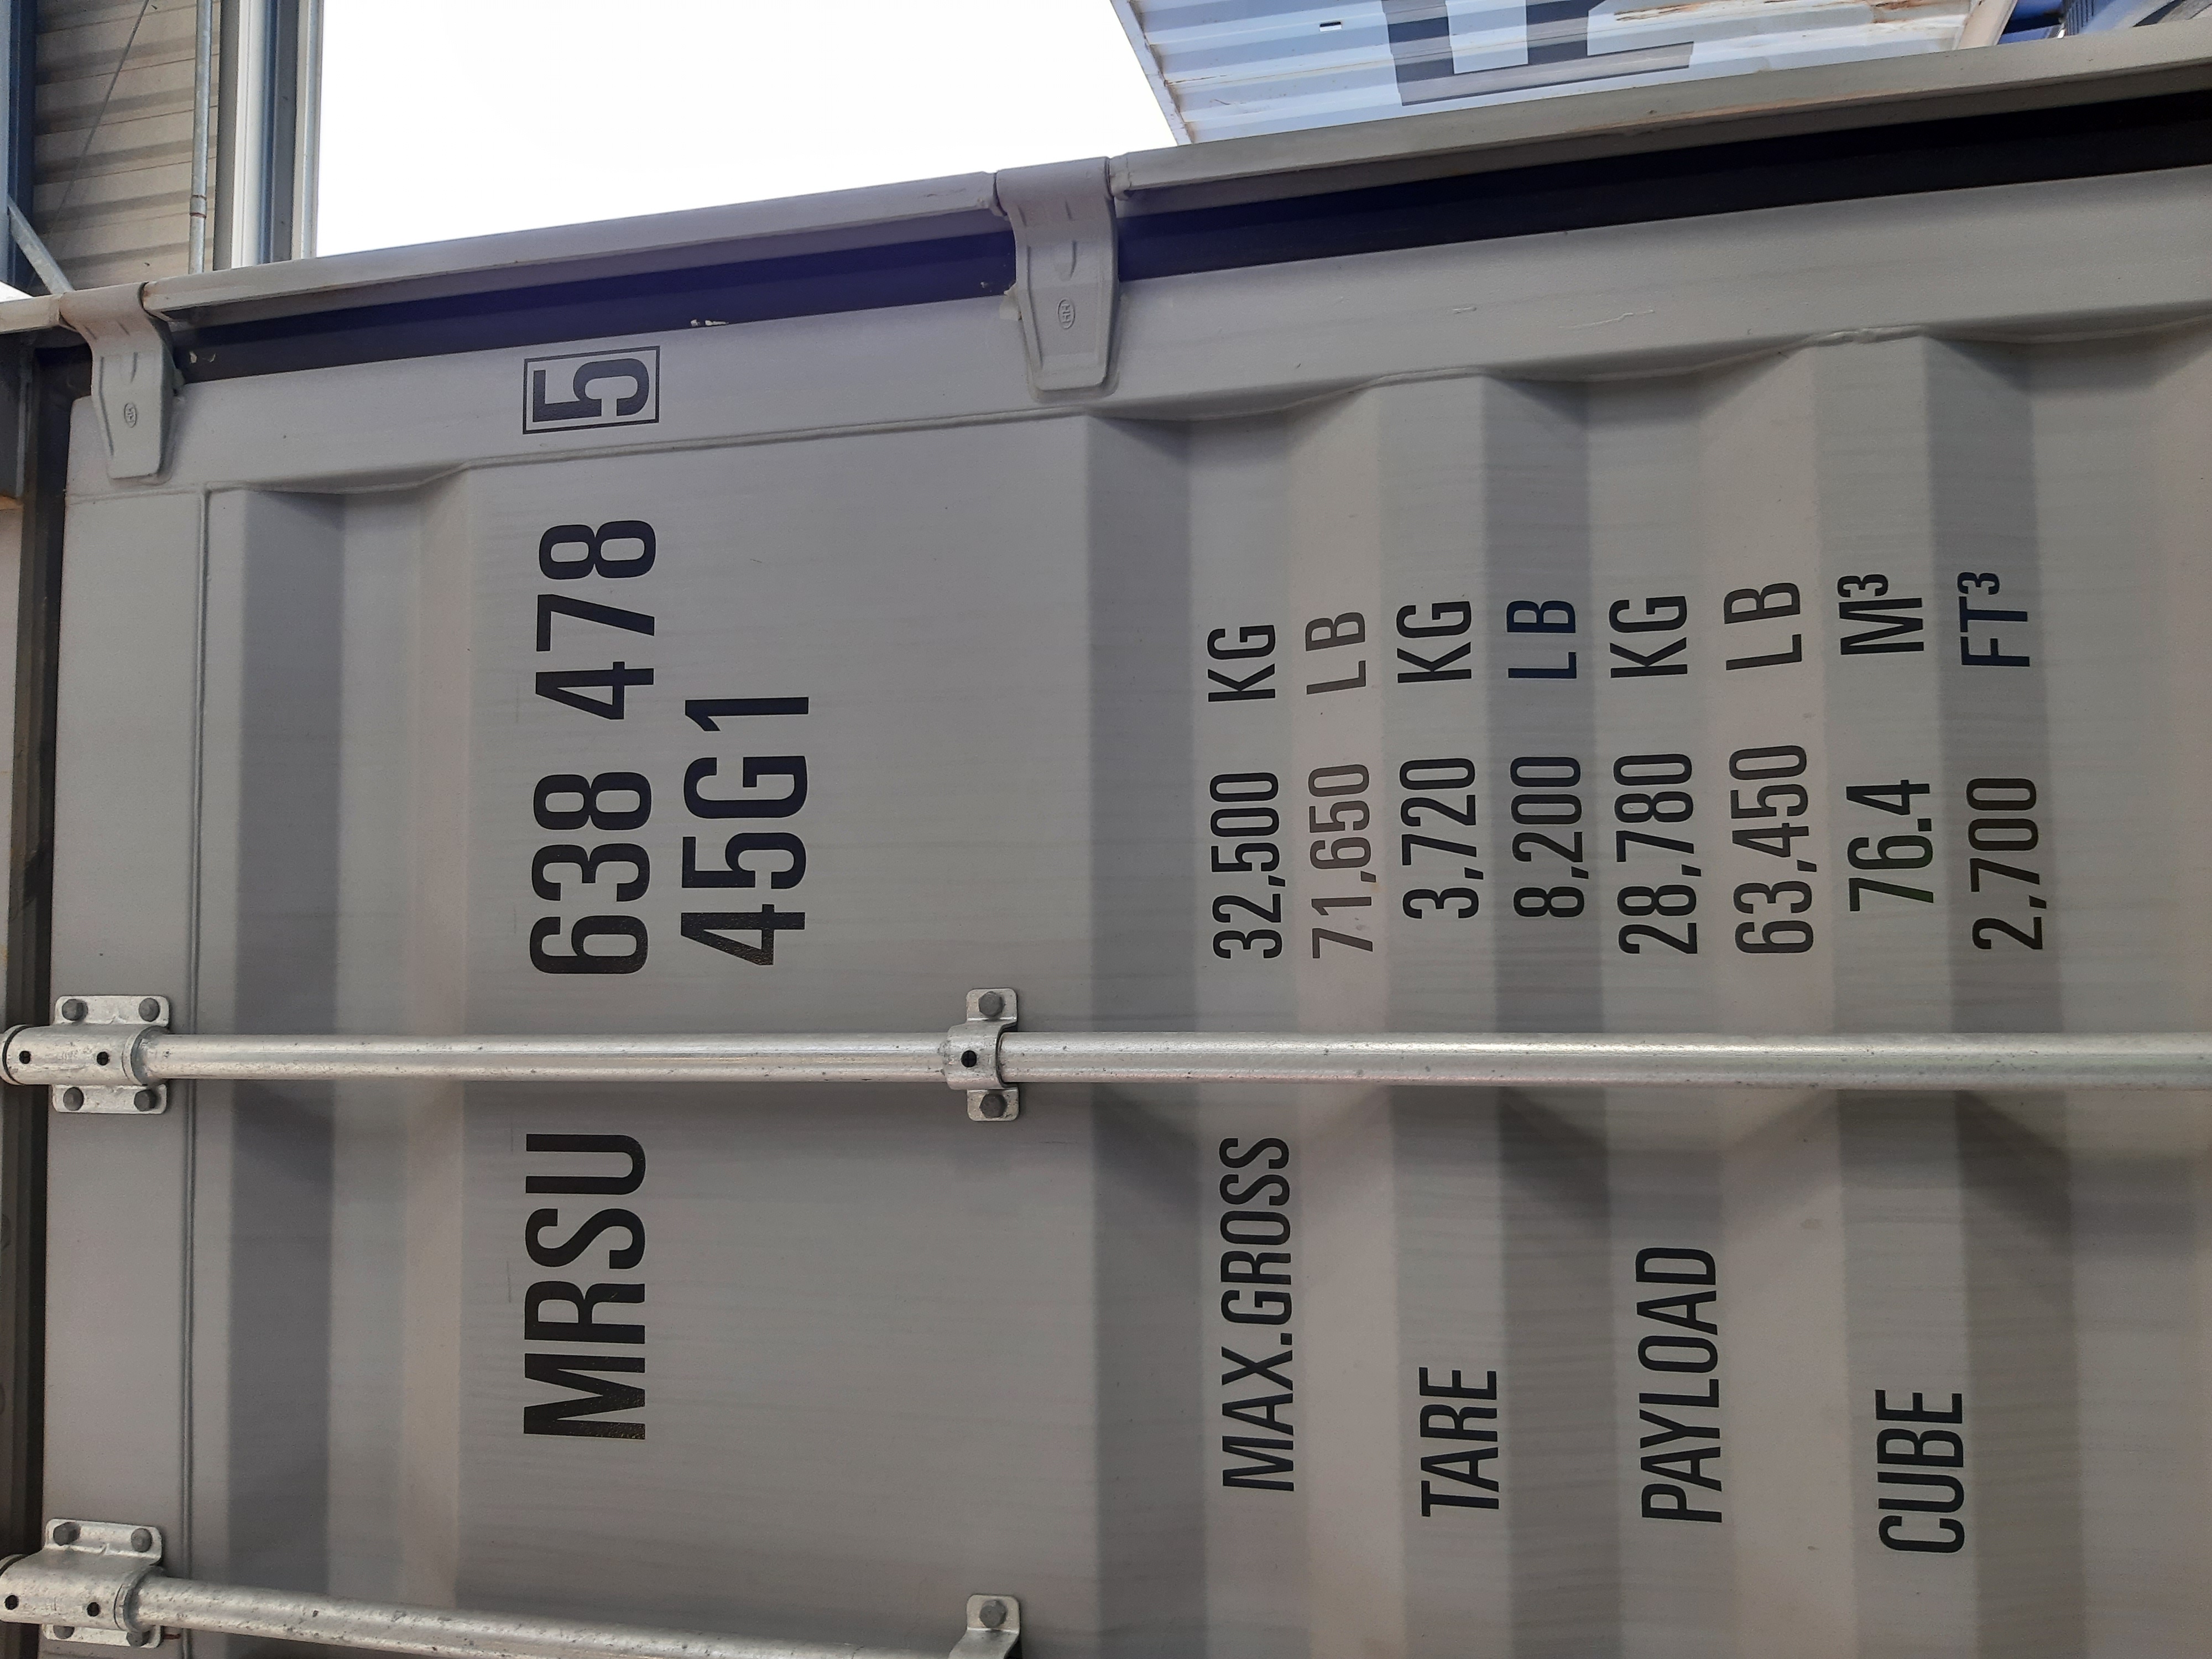 MRSU 638 478 5
45G1
MAX.GROSS 32,500 KG
71,650 LB
TARE 3,720 KG
8,200 LB
PAYLOAD 28,780 KG
63,450 LB
CUBE 76.4 M³
2,700 FT³